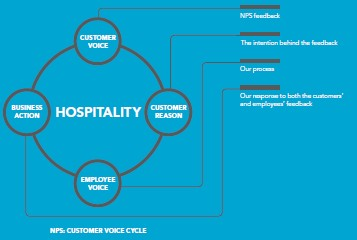 CUSTOMER
VOICE
NPS feedback
The intention behind the feedback
Our process
Our response to both the customers'
and employees' feedback
BUSINESS
ACTION
HOSPITALITY
CUSTOMER
REASON
EMPLOYEE
VOICE
NPS: CUSTOMER VOICE CYCLE